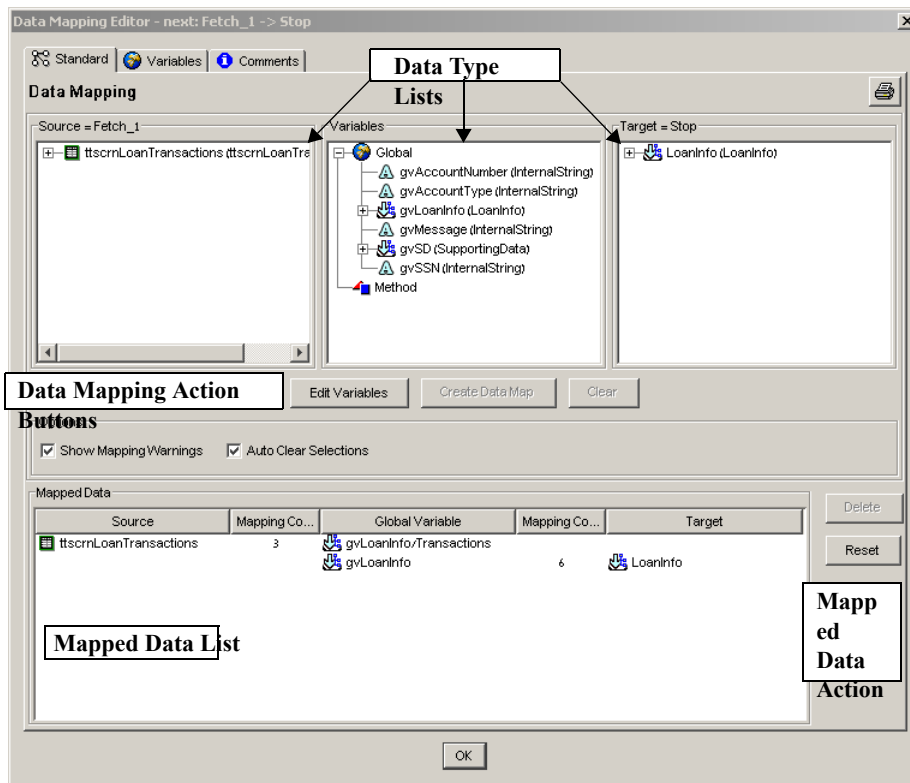 Data Mapping Editor - next: Fetch_1 -> Stop
Standard Variables Comments
Data Type
Lists
Data Mapping
Source = Fetch_1 Variables Target = Stop
ttscrnLoanTransactions (ttscrnLoanTra
Global
gvAccountNumber (InternalString)
gvAccountType (InternalString)
gvLoanInfo (LoanInfo)
gvMessage (InternalString)
gvSD (SupportingData)
gvSSN (InternalString)
Method
LoanInfo (LoanInfo)
Data Mapping Action
Buttons
Edit Variables Create Data Map Clear
Show Mapping Warnings Auto Clear Selections
Mapped Data
Source Mapping Co... Global Variable Mapping Co... Target
ttscrnLoanTransactions 3 gvLoanInfo/Transactions
gvLoanInfo 6 LoanInfo
Delete
Reset
Mapped Data List
Mapp
ed
Data
Action
OK